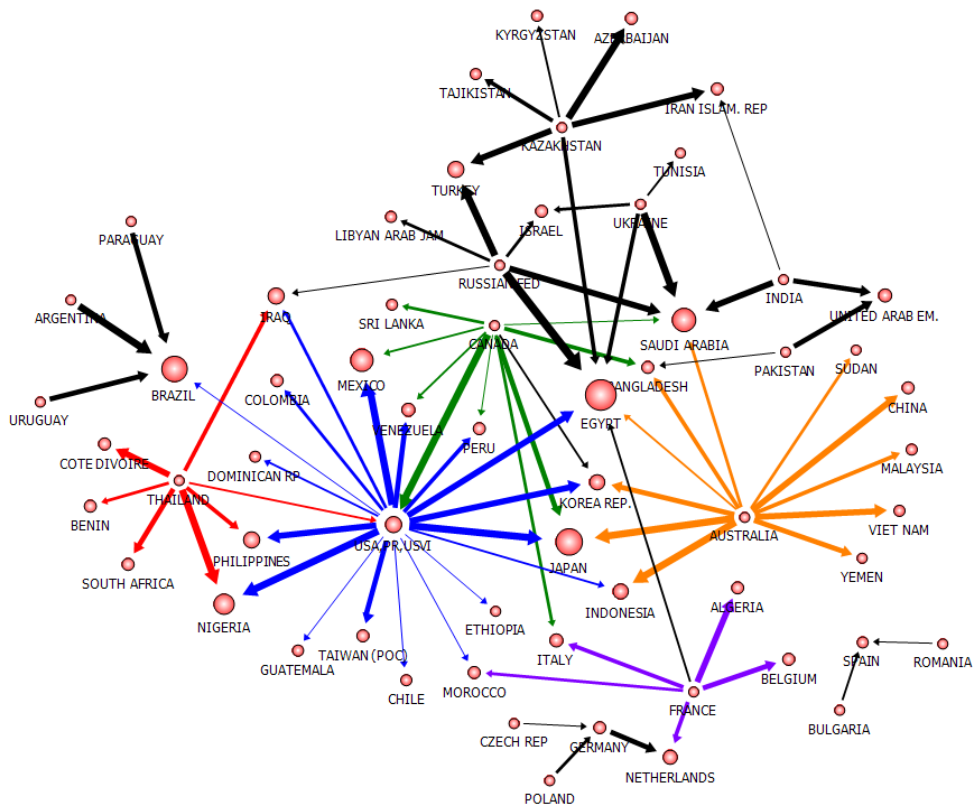 KYRGYZSTAN
AZERBAIJAN
TAJIKISTAN
IRAN ISLAM. REP
KAZAKHSTAN
TUNISIA
TURKEY
UKRAINE
PARAGUAY
LIBYAN ARAB JAM
ISRAEL
RUSSIAN FED
INDIA
ARGENTINA
IRAQ
SRI LANKA
UNITED ARAB EM.
CANADA
SAUDI ARABIA
PAKISTAN
SUDAN
MEXICO
BANGLADESH
BRAZIL
COLOMBIA
CHINA
URUGUAY
VENEZUELA
EGYPT
PERU
MALAYSIA
COTE DIVOIRE
DOMINICAN RP
THAILAND
KOREA REP.
BENIN
AUSTRALIA
VIET NAM
USA,PR,USVI
PHILIPPINES
JAPAN
YEMEN
SOUTH AFRICA
INDONESIA
ALGERIA
NIGERIA
ETHIOPIA
TAIWAN (POC)
ITALY
GUATEMALA
SPAIN
ROMANIA
BELGIUM
CHILE
MOROCCO
FRANCE
BULGARIA
CZECH REP
GERMANY
NETHERLANDS
POLAND